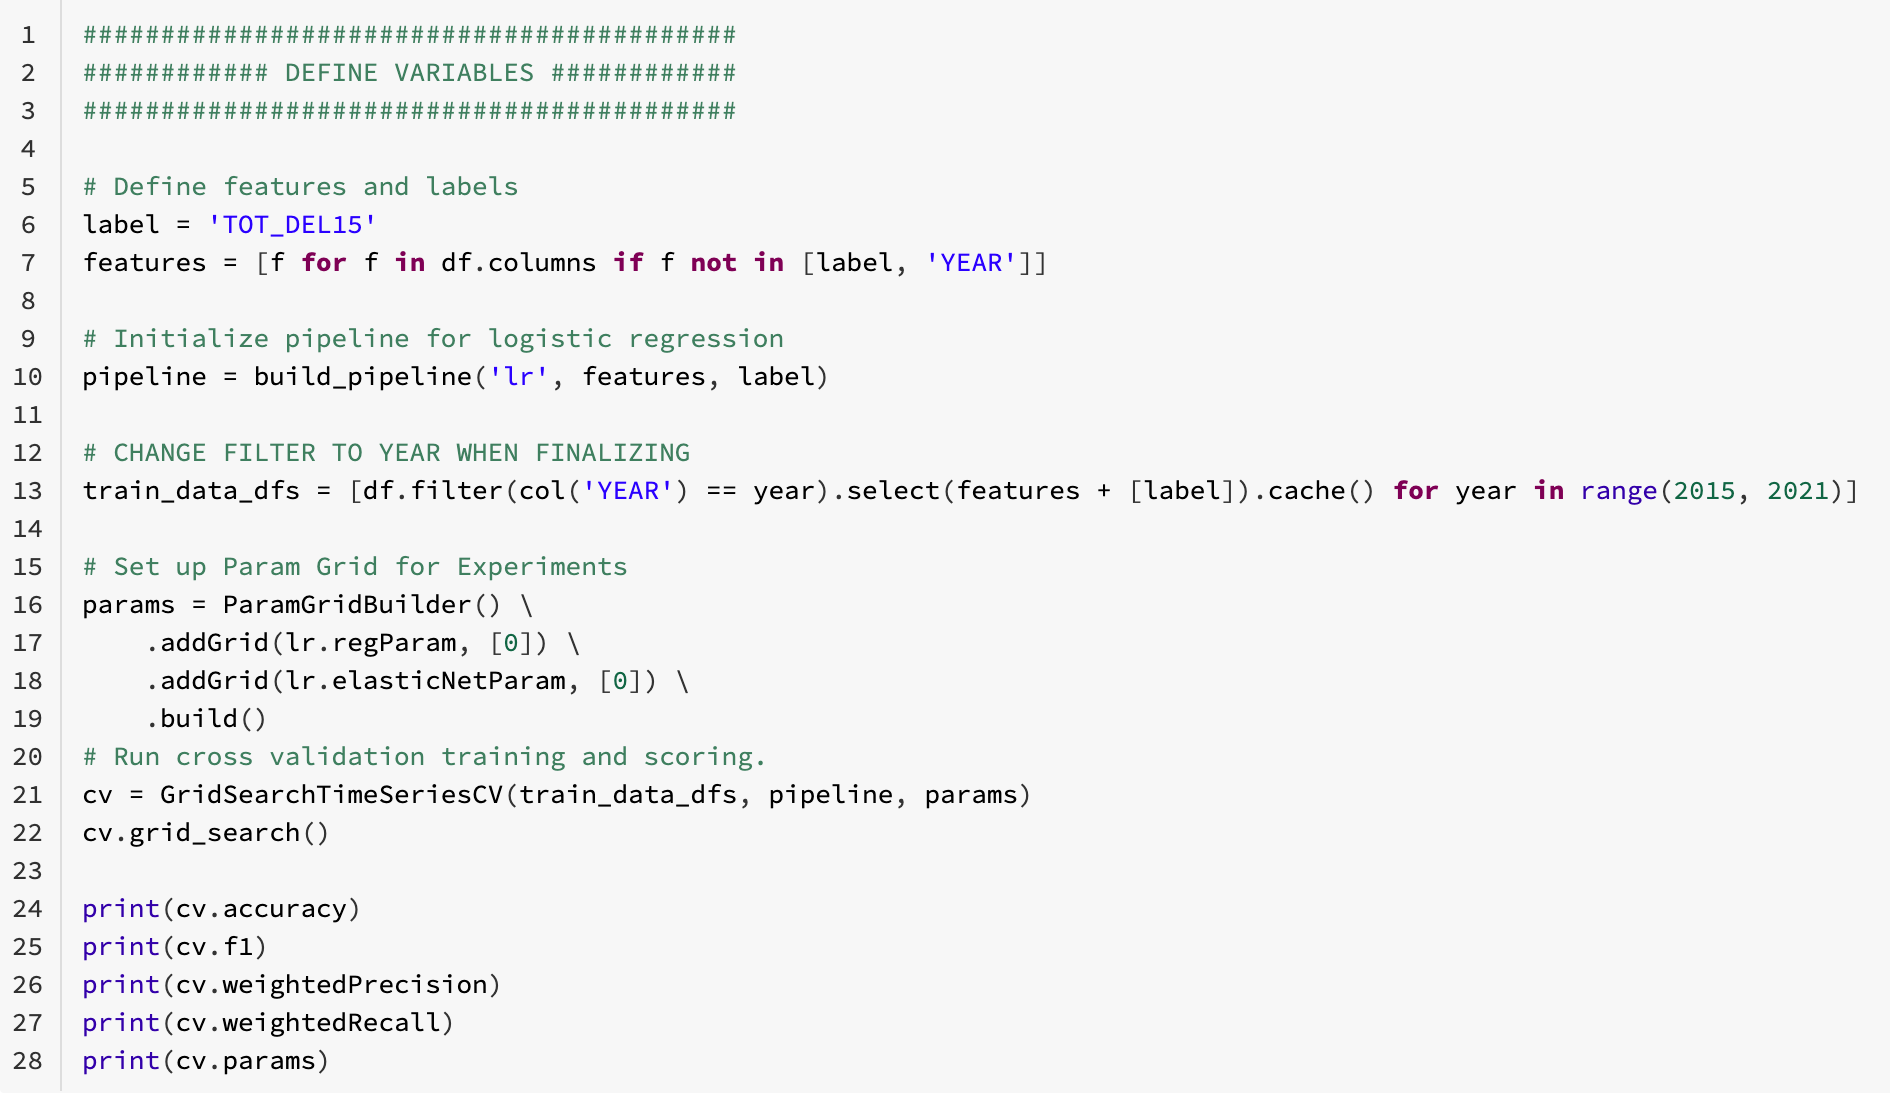 1 ##########################################
2 ############ DEFINE VARIABLES ############
3 ##########################################
4
5 # Define features and labels
6 label = 'TOT_DEL15'
7 features = [f for f in df.columns if f not in [label, 'YEAR']]
8
9 # Initialize pipeline for logistic regression
10 pipeline = build_pipeline('lr', features, label)
11
12 # CHANGE FILTER TO YEAR WHEN FINALIZING
13 train_data_dfs = [df.filter(col('YEAR') == year).select(features + [label]).cache() for year in range(2015, 2021)]
14
15 # Set up Param Grid for Experiments
16 params = ParamGridBuilder() \
17     .addGrid(lr.regParam, [0]) \
18     .addGrid(lr.elasticNetParam, [0]) \
19     .build()
20 # Run cross validation training and scoring.
21 cv = GridSearchTimeSeriesCV(train_data_dfs, pipeline, params)
22 cv.grid_search()
23
24 print(cv.accuracy)
25 print(cv.f1)
26 print(cv.weightedPrecision)
27 print(cv.weightedRecall)
28 print(cv.params)